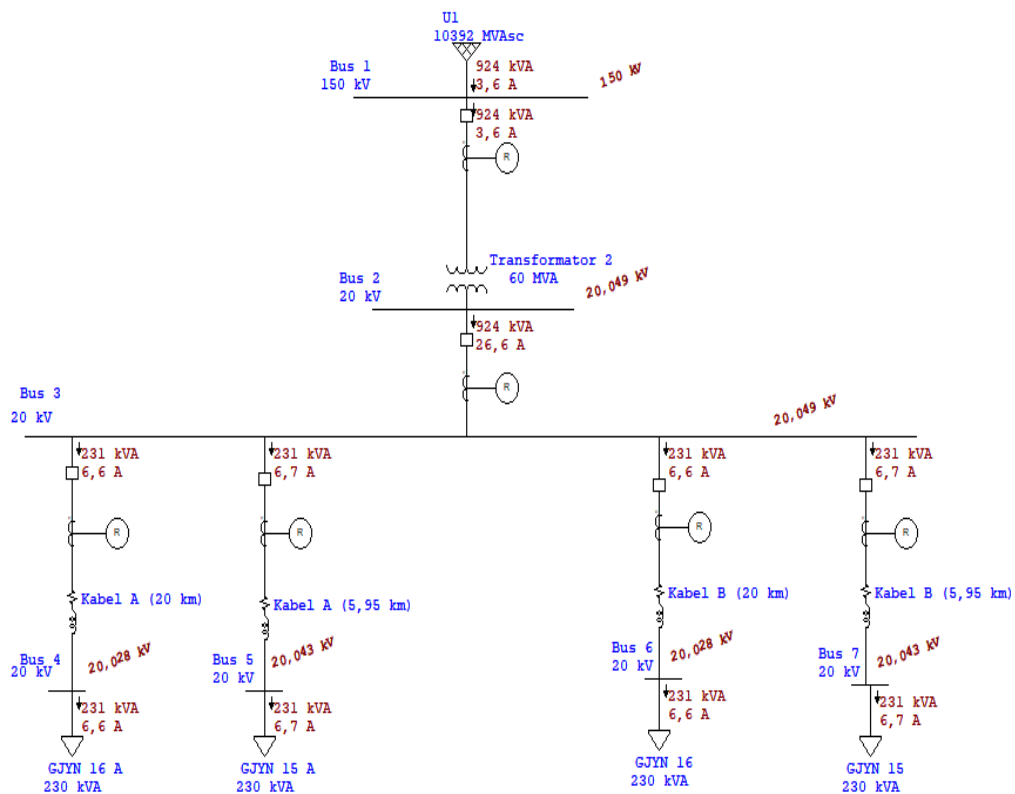 U1
10392 MVAsc
Bus 1
150 kV
924 kVA
3,6 A
150 kV
924 kVA
3,6 A
R
Transformator 2
60 MVA
Bus 2
20 kV
20,049 kV
924 kVA
26,6 A
R
Bus 3
20 kV
20,049 kV
231 kVA
6,6 A
231 kVA
6,7 A
231 kVA
6,6 A
231 kVA
6,7 A
R
R
R
R
Kabel A (20 km)
Kabel A (5,95 km)
Kabel B (20 km)
Kabel B (5,95 km)
Bus 4
20 kV
20,028 kV
Bus 5
20 kV
20,043 kV
Bus 6
20 kV
20,028 kV
Bus 7
20 kV
20,043 kV
231 kVA
6,6 A
231 kVA
6,7 A
231 kVA
6,6 A
231 kVA
6,7 A
GJYN 16 A
230 kVA
GJYN 15 A
230 kVA
GJYN 16
230 kVA
GJYN 15
230 kVA